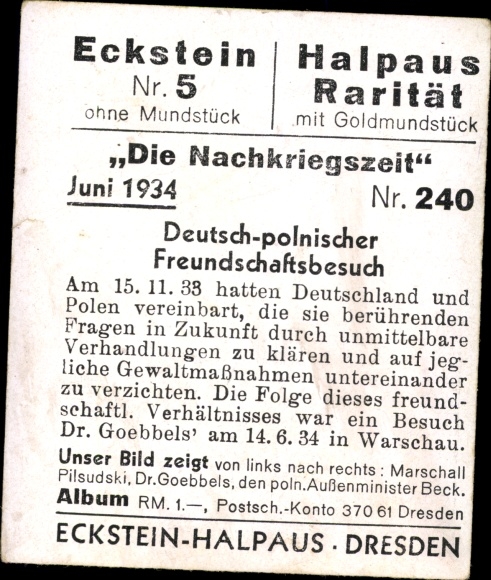 Eckstein
Nr. 5
ohne Mundstück
Halpaus
Rarität
mit Goldmundstück
„Die Nachkriegszeit“
Juni 1934 Nr. 240
Deutsch-polnischer
Freundschaftsbesuch
Am 15. 11. 33 hatten Deutschland und
Polen vereinbart, die sie berührenden
Fragen in Zukunft durch unmittelbare
Verhandlungen zu klären und auf jeg-
liche Gewaltmaßnahmen untereinander
zu verzichten. Die Folge dieses freund-
schaftl. Verhältnisses war ein Besuch
Dr. Goebbels' am 14. 6. 34 in Warschau.
Unser Bild zeigt von links nach rechts: Marschall
Pilsudski, Dr. Goebbels, den poln. Außenminister Beck.
Album RM. 1.—, Postsch.-Konto 370 61 Dresden
ECKSTEIN-HALPAUS · DRESDEN